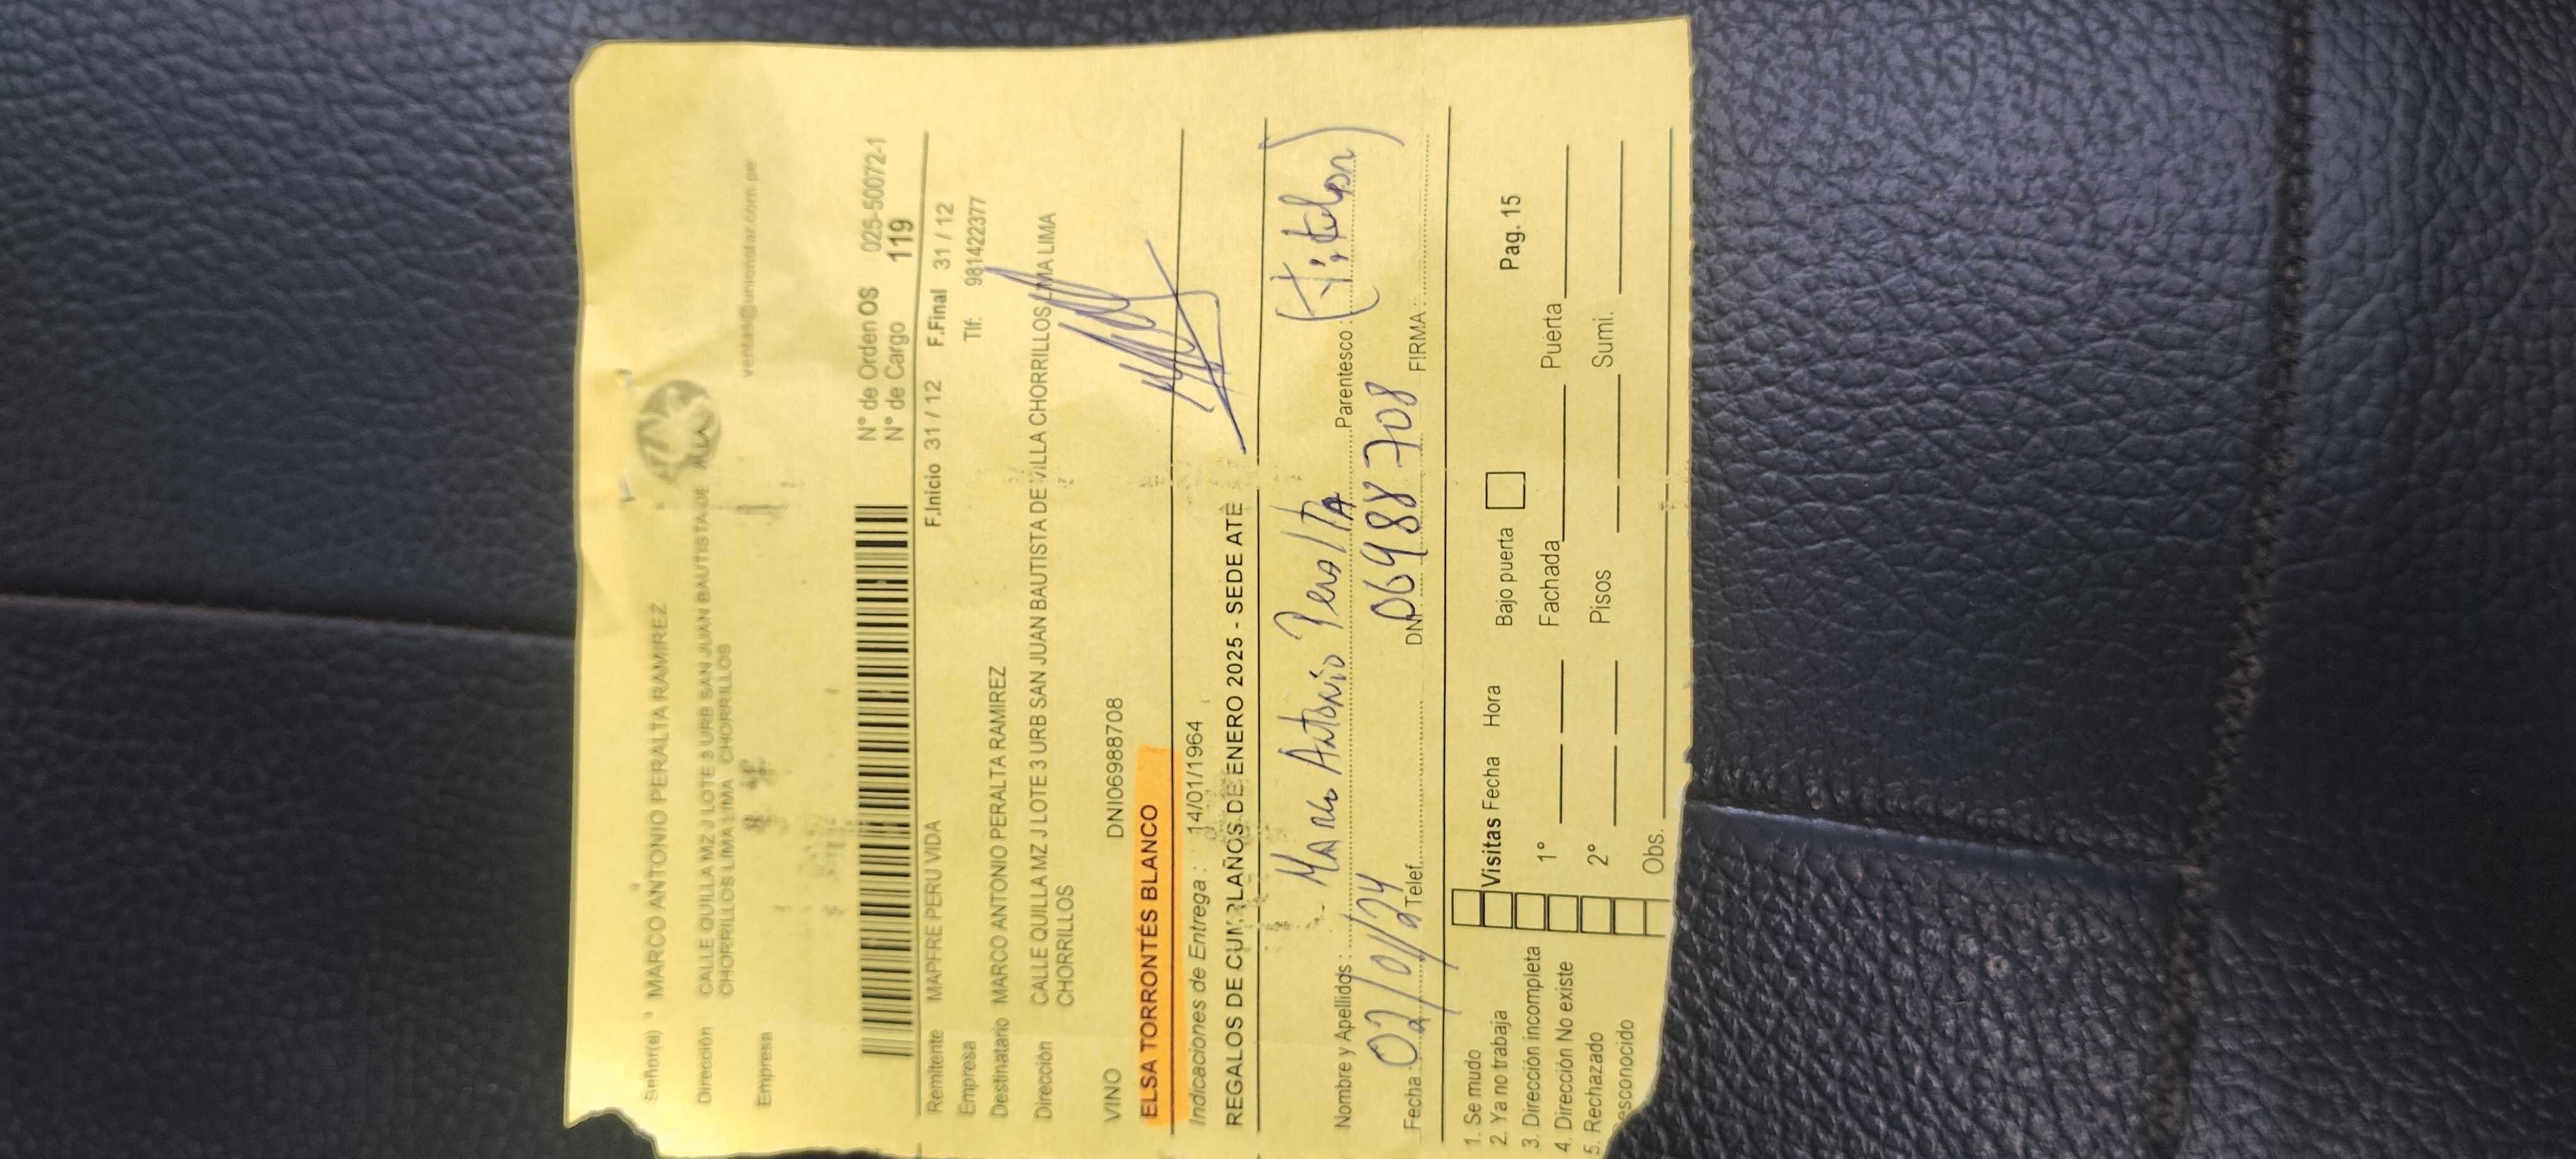 Señor(a) MARCO ANTONIO PERALTA RAMIREZ
Dirección CALLE QUILLA MZ J LOTE 3 URB SAN JUAN BAUTISTA DE VILLA
CHORRILLOS LIMA LIMA CHORRILLOS
Empresa ventas@unionstar.com.pe
N° de Orden OS 025-50072-1
N° de Cargo 119
Remitente MAPFRE PERU VIDA F.Inicio 31 / 12 F.Final 31 / 12
Empresa Tlf: 981422377
Destinatario MARCO ANTONIO PERALTA RAMIREZ
Dirección CALLE QUILLA MZ J LOTE 3 URB SAN JUAN BAUTISTA DE VILLA CHORRILLOS LIMA LIMA
CHORRILLOS
VINO DNI06988708
ELSA TORRONTÉS BLANCO
Indicaciones de Entrega : 14/01/1964
REGALOS DE CUMPLAÑOS DE ENERO 2025 - SEDE ATE
Nombre y Apellidos : Marco Antonio Peralta Parentesco : (titular)
Fecha : 02/01/24 Telef. DNI 06988708 FIRMA :
1. Se mudo
2. Ya no trabaja Visitas Fecha Hora Bajo puerta Pag. 15
3. Dirección incompleta 1° Fachada Puerta
4. Dirección No existe
5. Rechazado 2° Pisos Sumi.
esconocido Obs.